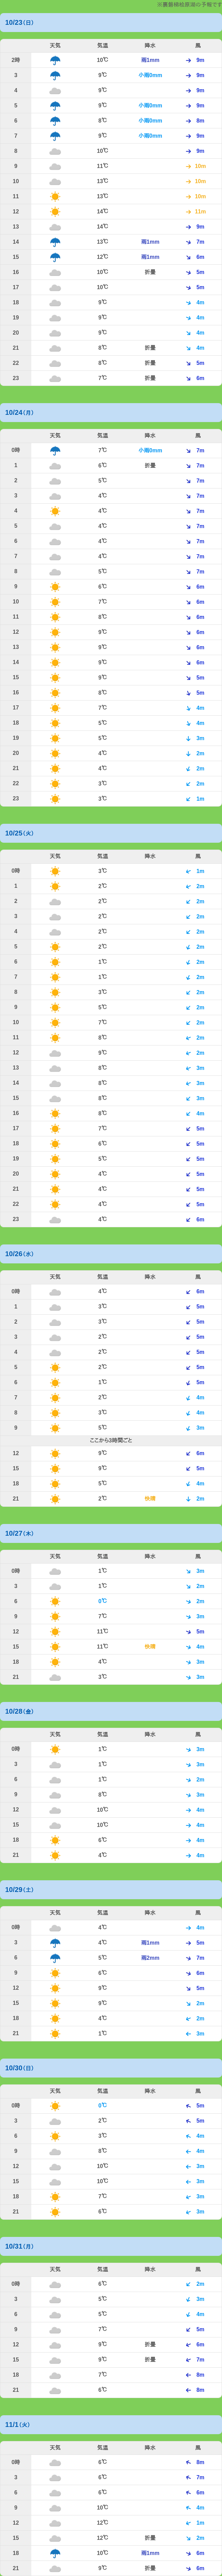 ※裏磐梯桧原湖の予報です
10/23(日)
天気 気温 降水 風
2時 10℃ 雨1mm 9m
3 9℃ 小雨0mm 9m
4 9℃ 9m
5 9℃ 小雨0mm 9m
6 8℃ 小雨0mm 8m
7 9℃ 小雨0mm 9m
8 10℃ 9m
9 11℃ 10m
10 13℃ 10m
11 13℃ 10m
12 14℃ 11m
13 14℃ 9m
14 13℃ 雨1mm 7m
15 12℃ 雨1mm 6m
16 10℃ 折曇 5m
17 10℃ 5m
18 9℃ 4m
19 9℃ 4m
20 9℃ 4m
21 8℃ 折曇 4m
22 8℃ 折曇 5m
23 7℃ 折曇 6m
10/24(月)
天気 気温 降水 風
0時 7℃ 小雨0mm 7m
1 6℃ 折曇 7m
2 5℃ 7m
3 4℃ 7m
4 4℃ 7m
5 4℃ 7m
6 4℃ 7m
7 4℃ 7m
8 5℃ 7m
9 6℃ 6m
10 7℃ 6m
11 8℃ 6m
12 9℃ 6m
13 9℃ 6m
14 9℃ 6m
15 9℃ 5m
16 8℃ 5m
17 7℃ 4m
18 5℃ 4m
19 5℃ 3m
20 4℃ 2m
21 4℃ 2m
22 3℃ 2m
23 3℃ 1m
10/25(火)
天気 気温 降水 風
0時 3℃ 1m
1 2℃ 2m
2 2℃ 2m
3 2℃ 2m
4 2℃ 2m
5 2℃ 2m
6 1℃ 2m
7 1℃ 2m
8 3℃ 2m
9 5℃ 2m
10 7℃ 2m
11 8℃ 2m
12 9℃ 2m
13 8℃ 3m
14 8℃ 3m
15 8℃ 3m
16 8℃ 4m
17 7℃ 5m
18 6℃ 5m
19 5℃ 5m
20 4℃ 5m
21 4℃ 5m
22 4℃ 5m
23 4℃ 6m
10/26(水)
天気 気温 降水 風
0時 4℃ 6m
1 3℃ 5m
2 3℃ 5m
3 2℃ 5m
4 2℃ 5m
5 2℃ 5m
6 1℃ 5m
7 2℃ 4m
8 3℃ 4m
9 5℃ 3m
ここから3時間ごと
12 9℃ 6m
15 9℃ 5m
18 5℃ 4m
21 2℃ 快晴 2m
10/27(木)
天気 気温 降水 風
0時 1℃ 3m
3 1℃ 2m
6 0℃ 2m
9 7℃ 3m
12 11℃ 5m
15 11℃ 快晴 4m
18 4℃ 3m
21 3℃ 3m
10/28(金)
天気 気温 降水 風
0時 1℃ 3m
3 1℃ 3m
6 1℃ 2m
9 8℃ 3m
12 10℃ 4m
15 10℃ 4m
18 6℃ 4m
21 4℃ 4m
10/29(土)
天気 気温 降水 風
0時 4℃ 4m
3 4℃ 雨1mm 5m
6 5℃ 雨2mm 7m
9 6℃ 6m
12 9℃ 5m
15 9℃ 2m
18 4℃ 2m
21 1℃ 3m
10/30(日)
天気 気温 降水 風
0時 0℃ 5m
3 2℃ 5m
6 3℃ 4m
9 8℃ 4m
12 10℃ 3m
15 10℃ 3m
18 7℃ 3m
21 6℃ 3m
10/31(月)
天気 気温 降水 風
0時 6℃ 2m
3 5℃ 3m
6 5℃ 4m
9 7℃ 5m
12 9℃ 折曇 6m
15 9℃ 折曇 7m
18 7℃ 8m
21 6℃ 8m
11/1(火)
天気 気温 降水 風
0時 6℃ 8m
3 6℃ 7m
6 6℃ 6m
9 10℃ 4m
12 12℃ 1m
15 12℃ 折曇 2m
18 10℃ 雨1mm 6m
21 9℃ 折曇 6m